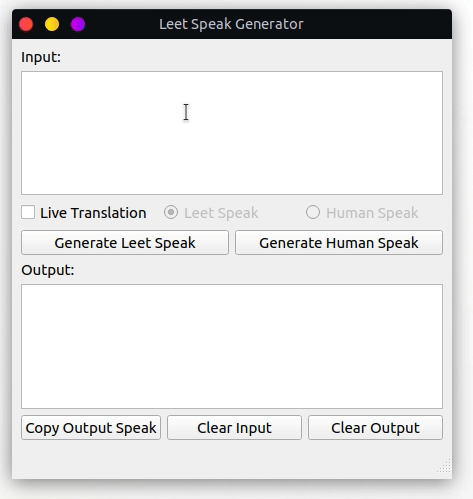 Leet Speak Generator
Input:
Live Translation Leet Speak Human Speak
Generate Leet Speak Generate Human Speak
Output:
Copy Output Speak Clear Input Clear Output